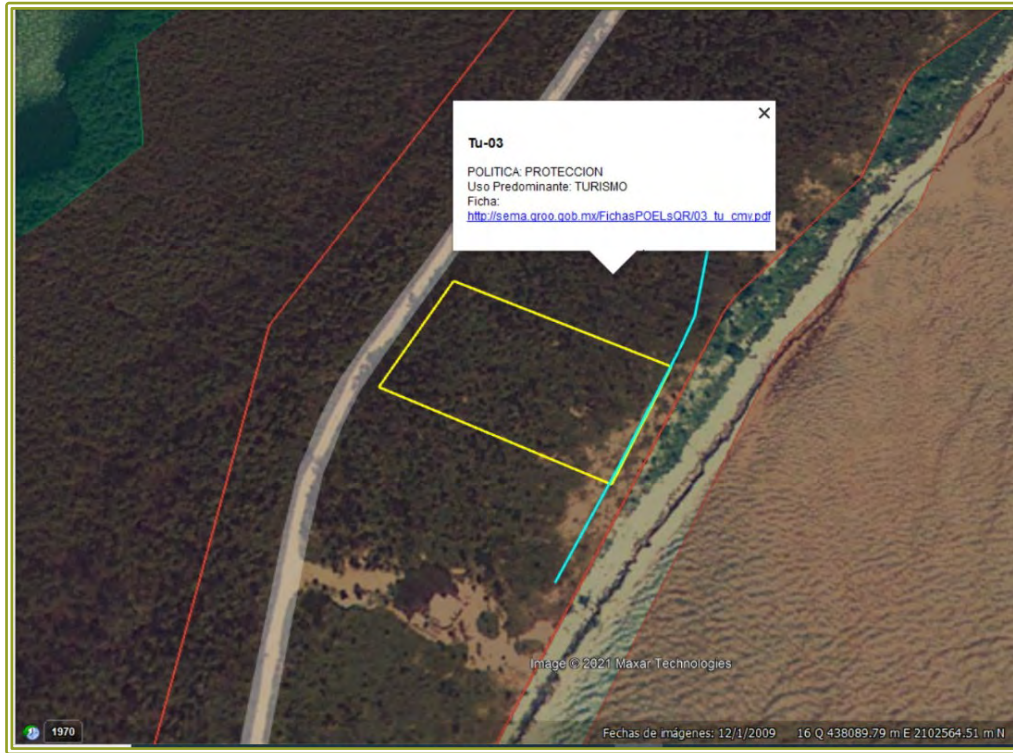 Tu-03
POLITICA: PROTECCION
Uso Predominante: TURISMO
Ficha:
http://sema.qroo.gob.mx/FichasPOELsQR/03_tu_cmv.pdf
Image © 2021 Maxar Technologies
1970
Fechas de imágenes: 12/1/2009 16 Q 438089.79 m E 2102564.51 m N